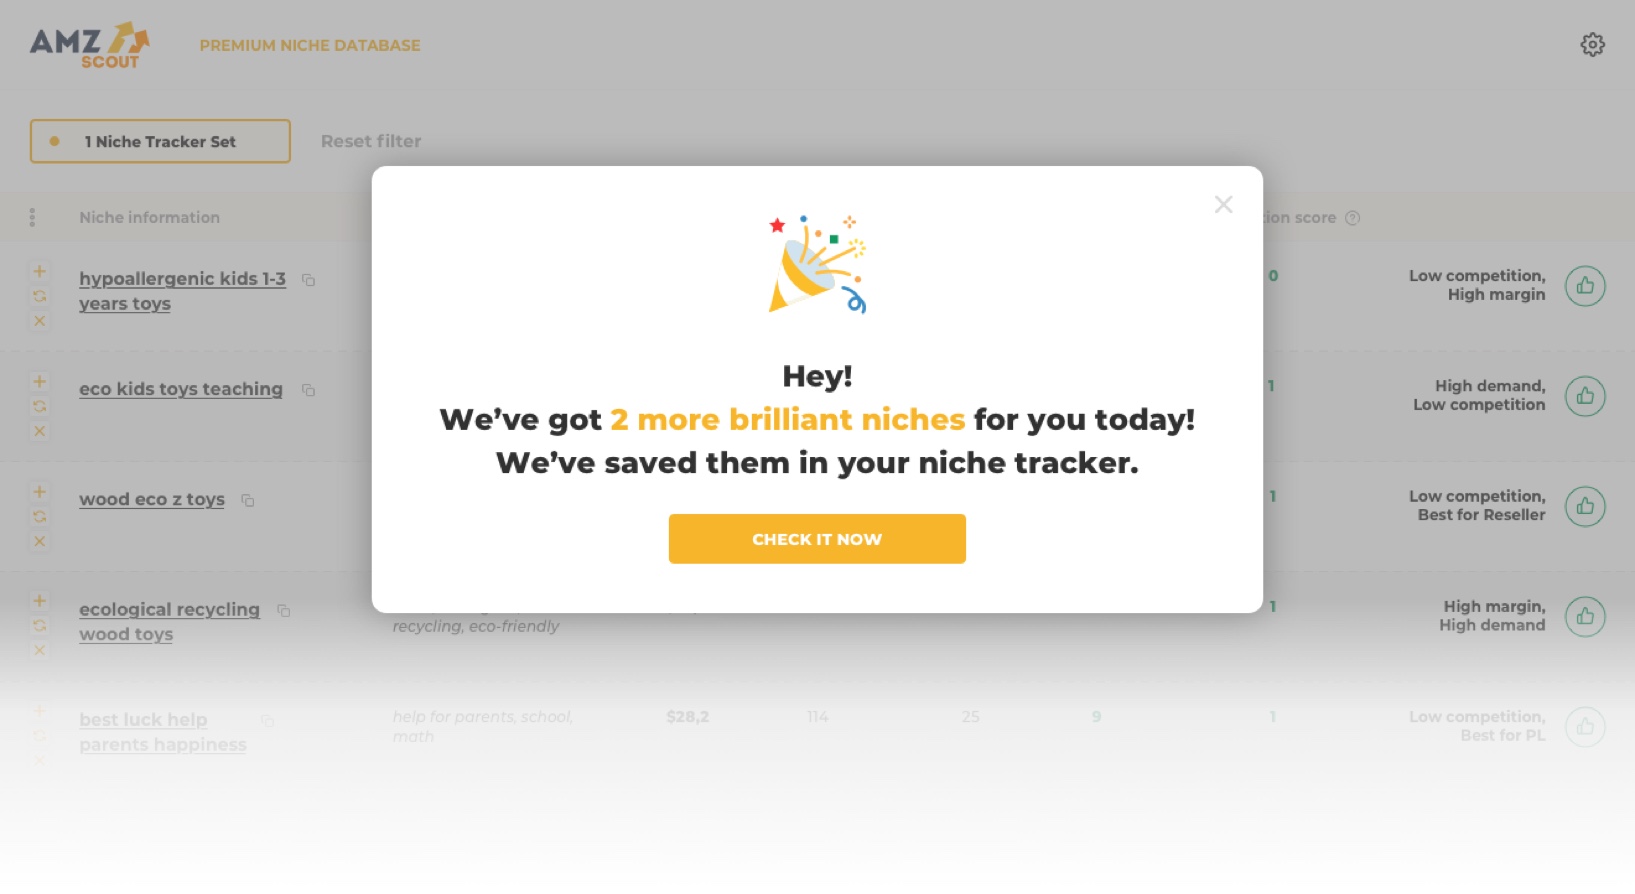 AMZ
SCOUT
PREMIUM NICHE DATABASE
1 Niche Tracker Set
Reset filter
Niche information
score
hypoallergenic kids 1-3
years toys
0
Low competition,
High margin
eco kids toys teaching
1
High demand,
Low competition
wood eco z toys
1
Low competition,
Best for Reseller
ecological recycling
wood toys
recycling, eco-friendly
1
High margin,
High demand
best luck help
parents happiness
help for parents, school,
math
$28,2
114
25
9
1
Low competition,
Best for PL
Hey!
We’ve got 2 more brilliant niches for you today!
We’ve saved them in your niche tracker.
CHECK IT NOW